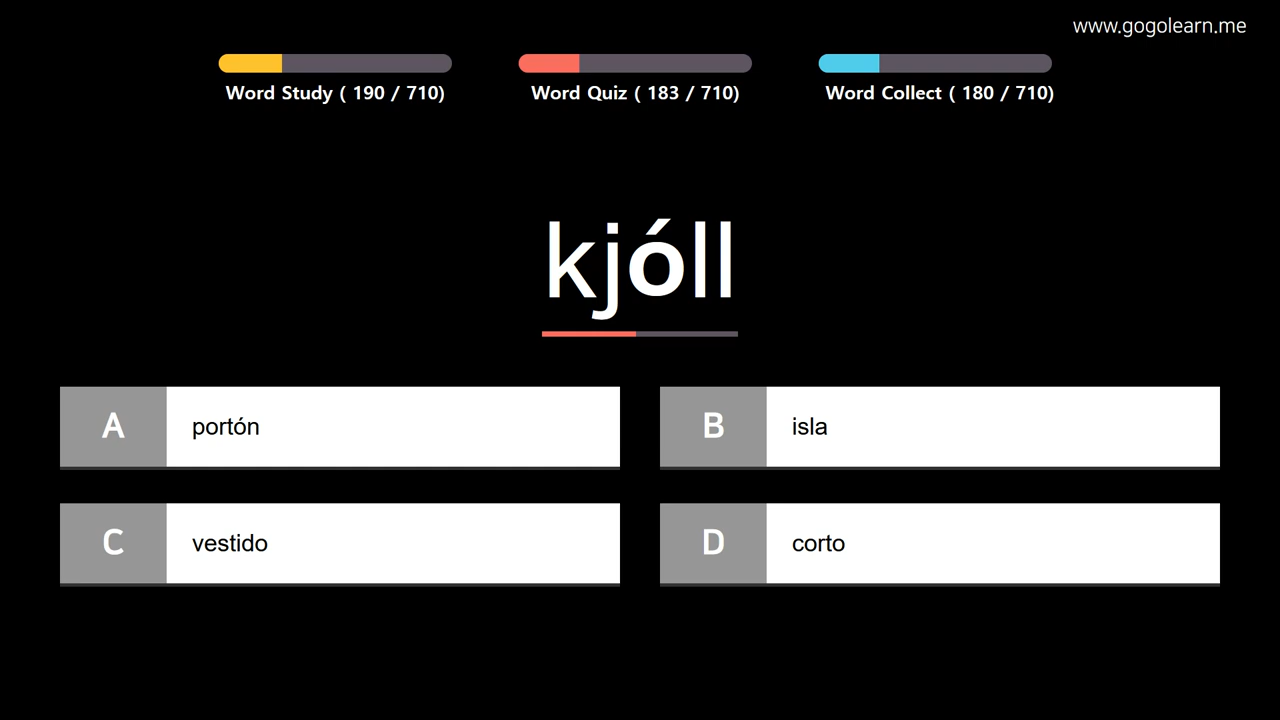 www.gogolearn.me
Word Study ( 190 / 710)
Word Quiz ( 183 / 710)
Word Collect ( 180 / 710)
kjóll
A portón
B isla
C vestido
D corto